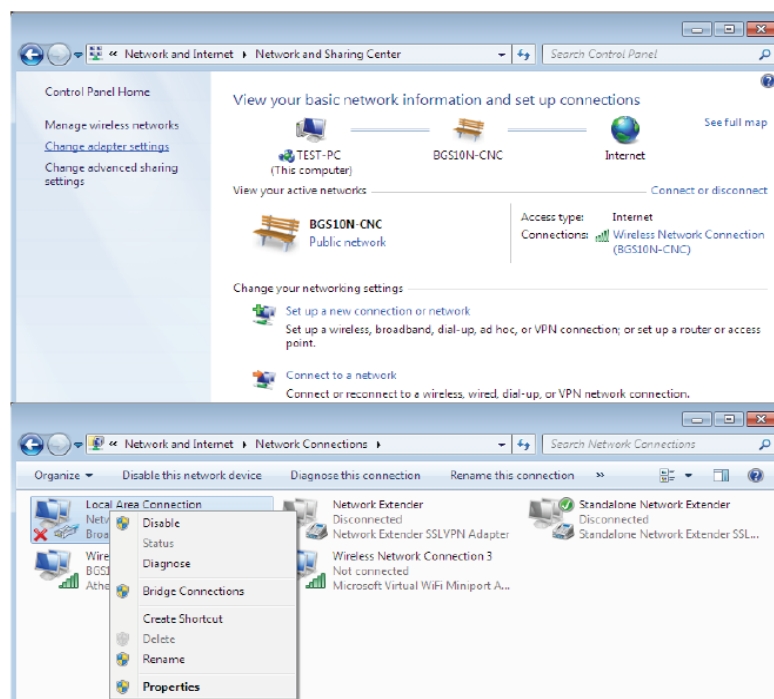 « Network and Internet ▸ Network and Sharing Center
Search Control Panel
Control Panel Home
Manage wireless networks
Change adapter settings
Change advanced sharing
settings
View your basic network information and set up connections
See full map
TEST-PC
(This computer)
BGS10N-CNC
Internet
View your active networks
Connect or disconnect
BGS10N-CNC
Public network
Access type: Internet
Connections: Wireless Network Connection
(BGS10N-CNC)
Change your networking settings
Set up a new connection or network
Set up a wireless, broadband, dial-up, ad hoc, or VPN connection; or set up a router or access
point.
Connect to a network
Connect or reconnect to a wireless, wired, dial-up, or VPN network connection.
« Network and Internet ▸ Network Connections ▸
Search Network Connections
Organize Disable this network device Diagnose this connection Rename this connection »
Local Area Connection
Netw
Broa
Network Extender
Disconnected
Network Extender SSLVPN Adapter
Standalone Network Extender
Disconnected
Standalone Network Extender SSL...
Wire
BGS1
Athe
Wireless Network Connection 3
Not connected
Microsoft Virtual WiFi Miniport A...
Disable
Status
Diagnose
Bridge Connections
Create Shortcut
Delete
Rename
Properties